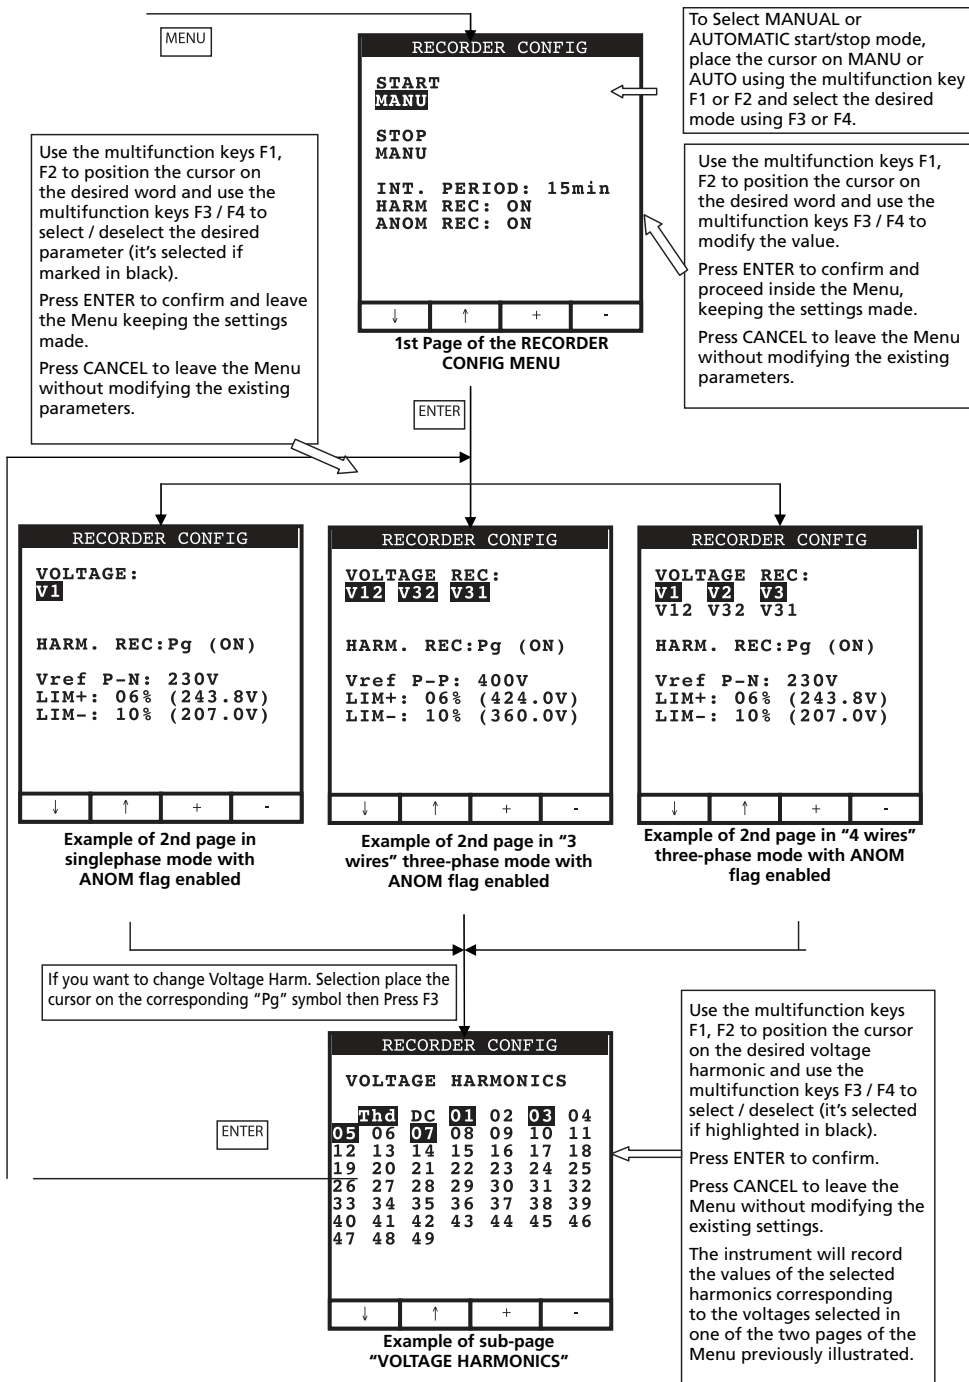 MENU
RECORDER CONFIG
START
MANU
STOP
MANU
INT. PERIOD: 15min
HARM REC: ON
ANOM REC: ON
↓ ↑ + -
1st Page of the RECORDER
CONFIG MENU
To Select MANUAL or
AUTOMATIC start/stop mode,
place the cursor on MANU or
AUTO using the multifunction key
F1 or F2 and select the desired
mode using F3 or F4.
Use the multifunction keys F1,
F2 to position the cursor on
the desired word and use the
multifunction keys F3 / F4 to
select / deselect the desired
parameter (it's selected if
marked in black).
Press ENTER to confirm and leave
the Menu keeping the settings
made.
Press CANCEL to leave the Menu
without modifying the existing
parameters.
Use the multifunction keys F1,
F2 to position the cursor on
the desired word and use the
multifunction keys F3 / F4 to
modify the value.
Press ENTER to confirm and
proceed inside the Menu,
keeping the settings made.
Press CANCEL to leave the Menu
without modifying the existing
parameters.
ENTER
RECORDER CONFIG
VOLTAGE:
V1
HARM. REC:Pg (ON)
Vref P-N: 230V
LIM+: 06% (243.8V)
LIM-: 10% (207.0V)
↓ ↑ + -
Example of 2nd page in
singlephase mode with
ANOM flag enabled
RECORDER CONFIG
VOLTAGE REC:
V12 V32 V31
HARM. REC:Pg (ON)
Vref P-P: 400V
LIM+: 06% (424.0V)
LIM-: 10% (360.0V)
↓ ↑ + -
Example of 2nd page in "3
wires" three-phase mode with
ANOM flag enabled
RECORDER CONFIG
VOLTAGE REC:
V1 V2 V3
V12 V32 V31
HARM. REC:Pg (ON)
Vref P-N: 230V
LIM+: 06% (243.8V)
LIM-: 10% (207.0V)
↓ ↑ + -
Example of 2nd page in "4 wires"
three-phase mode with ANOM
flag enabled
If you want to change Voltage Harm. Selection place the
cursor on the corresponding "Pg" symbol then Press F3
ENTER
RECORDER CONFIG
VOLTAGE HARMONICS
Thd DC 01 02 03 04
05 06 07 08 09 10 11
12 13 14 15 16 17 18
19 20 21 22 23 24 25
26 27 28 29 30 31 32
33 34 35 36 37 38 39
40 41 42 43 44 45 46
47 48 49
↓ ↑ + -
Example of sub-page
"VOLTAGE HARMONICS"
Use the multifunction keys
F1, F2 to position the cursor
on the desired voltage
harmonic and use the
multifunction keys F3 / F4 to
select / deselect (it's selected
if highlighted in black).
Press ENTER to confirm.
Press CANCEL to leave the
Menu without modifying the
existing settings.
The instrument will record
the values of the selected
harmonics corresponding
to the voltages selected in
one of the two pages of the
Menu previously illustrated.